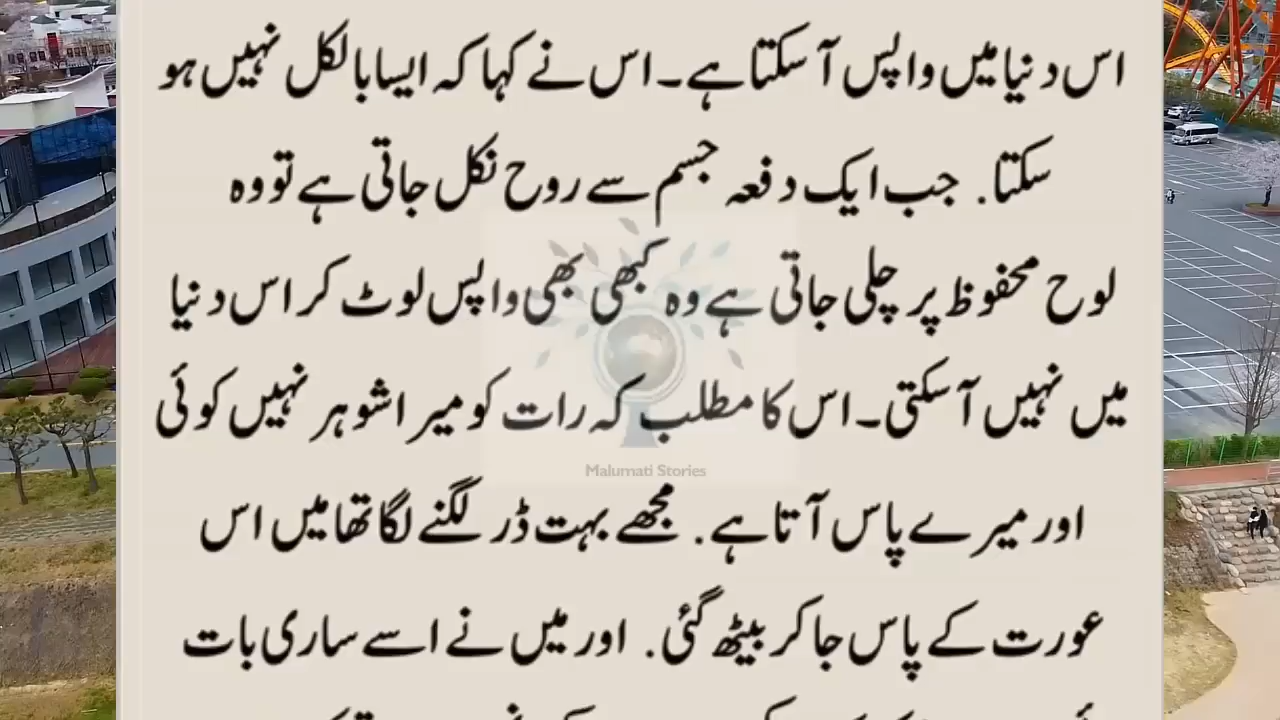 اس دنیا میں واپس آ سکتا ہے۔ اس نے کہا کہ ایسا بالکل نہیں ہو
سکتا. جب ایک دفعہ جسم سے روح نکل جاتی ہے تو وہ
لوح محفوظ پر چلی جاتی ہے وہ کبھی بھی واپس لوٹ کر اس دنیا
میں نہیں آ سکتی۔ اس کا مطلب کہ رات کو میرا شوہر نہیں کوئی
اور میرے پاس آتا ہے. مجھے بہت ڈر لگنے لگا تھا میں اس
عورت کے پاس جا کر بیٹھ گئی. اور میں نے اسے ساری بات
Malumati Stories